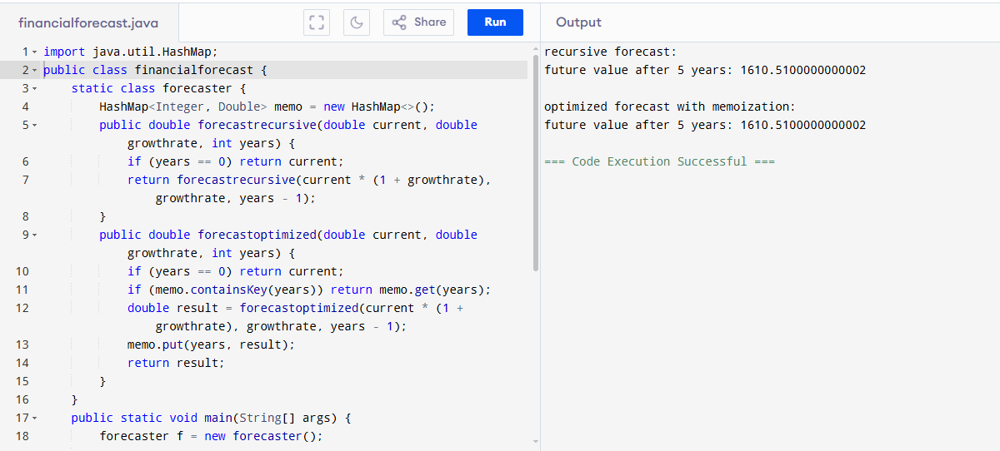 financialforecast.java
Share
Run
Output
1 import java.util.HashMap;
2 public class financialforecast {
3 static class forecaster {
4 HashMap<Integer, Double> memo = new HashMap<>();
5 public double forecastrecursive(double current, double
growthrate, int years) {
6 if (years == 0) return current;
7 return forecastrecursive(current * (1 + growthrate),
growthrate, years - 1);
8 }
9 public double forecastoptimized(double current, double
growthrate, int years) {
10 if (years == 0) return current;
11 if (memo.containsKey(years)) return memo.get(years);
12 double result = forecastoptimized(current * (1 +
growthrate), growthrate, years - 1);
13 memo.put(years, result);
14 return result;
15 }
16 }
17 public static void main(String[] args) {
18 forecaster f = new forecaster();
recursive forecast:
future value after 5 years: 1610.5100000000002
optimized forecast with memoization:
future value after 5 years: 1610.5100000000002
=== Code Execution Successful ===